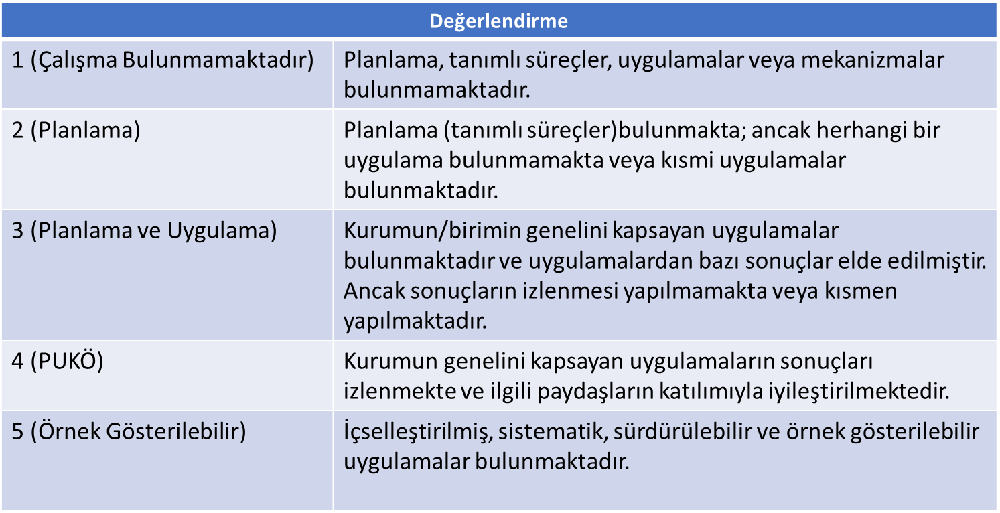 Değerlendirme
1 (Çalışma Bulunmamaktadır)
Planlama, tanımlı süreçler, uygulamalar veya mekanizmalar
bulunmamaktadır.
2 (Planlama)
Planlama (tanımlı süreçler)bulunmakta; ancak herhangi bir
uygulama bulunmamakta veya kısmi uygulamalar
bulunmaktadır.
3 (Planlama ve Uygulama)
Kurumun/birimin genelini kapsayan uygulamalar
bulunmaktadır ve uygulamalardan bazı sonuçlar elde edilmiştir.
Ancak sonuçların izlenmesi yapılmamakta veya kısmen
yapılmaktadır.
4 (PUKÖ)
Kurumun genelini kapsayan uygulamaların sonuçları
izlenmekte ve ilgili paydaşların katılımıyla iyileştirilmektedir.
5 (Örnek Gösterilebilir)
İçselleştirilmiş, sistematik, sürdürülebilir ve örnek gösterilebilir
uygulamalar bulunmaktadır.